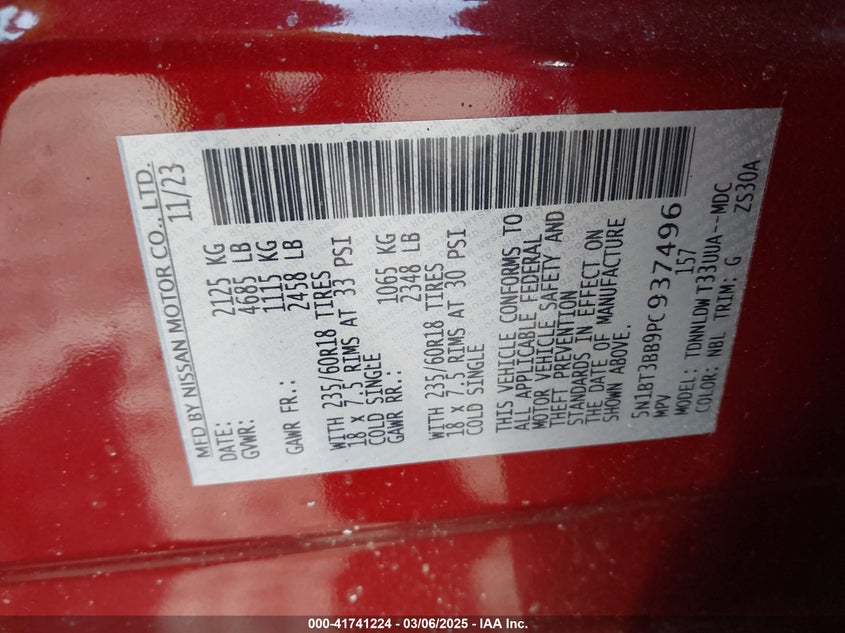 MFD BY NISSAN MOTOR CO., LTD.
DATE: 11/23
GVWR: 2125 KG
4685 LB
GAWR FR.: 1115 KG
2458 LB
WITH 235/60R18 TIRES
18 X 7.5 RIMS AT 33 PSI
COLD SINGLE
GAWR RR.: 1065 KG
2348 LB
WITH 235/60R18 TIRES
18 X 7.5 RIMS AT 30 PSI
COLD SINGLE
THIS VEHICLE CONFORMS TO
ALL APPLICABLE FEDERAL
MOTOR VEHICLE SAFETY AND
THEFT PREVENTION
STANDARDS IN EFFECT ON
THE DATE OF MANUFACTURE
SHOWN ABOVE.
5N1BT3BB9PC937496
MPV 157
MODEL: TDNNLDW T33UUA--MDC
COLOR: NBL TRIM: G ZS30A
000-41741224 | 03/06/2025 - IAA Inc.